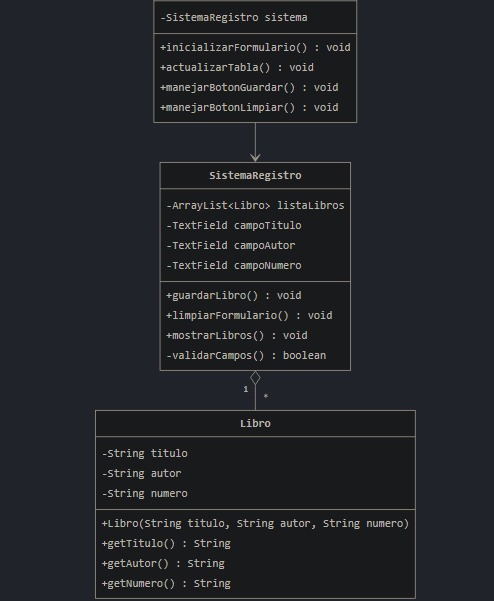 -SistemaRegistro sistema
+inicializarFormulario() : void
+actualizarTabla() : void
+manejarBotonGuardar() : void
+manejarBotonLimpiar() : void
SistemaRegistro
-ArrayList<Libro> listaLibros
-TextField campoTitulo
-TextField campoAutor
-TextField campoNumero
+guardarLibro() : void
+limpiarFormulario() : void
+mostrarLibros() : void
-validarCampos() : boolean
1
*
Libro
-String titulo
-String autor
-String numero
+Libro(String titulo, String autor, String numero)
+getTitulo() : String
+getAutor() : String
+getNumero() : String